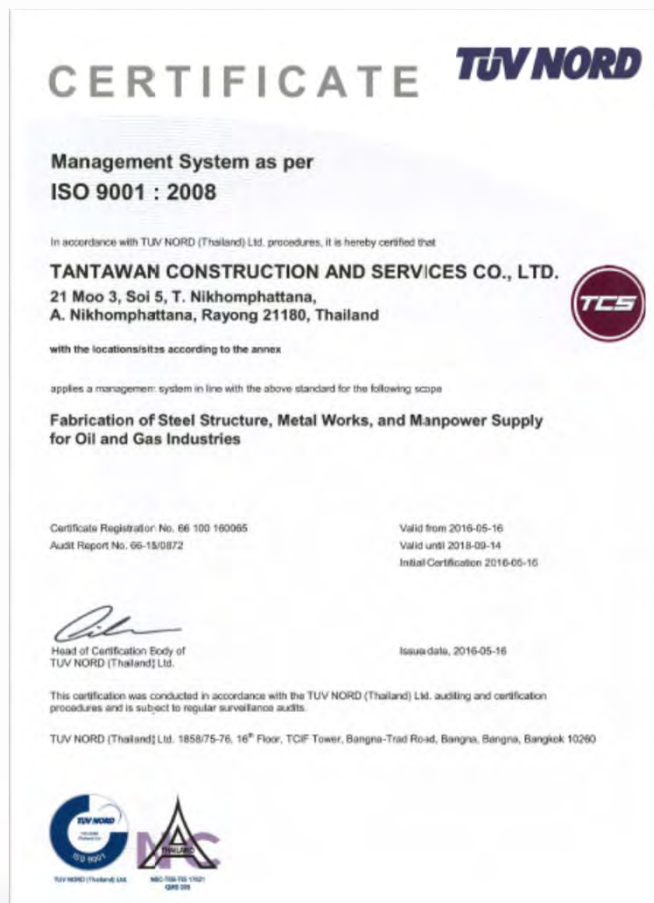 CERTIFICATE
TÜV NORD
Management System as per
ISO 9001 : 2008
In accordance with TUV NORD (Thailand) Ltd. procedures, it is hereby certified that
TANTAWAN CONSTRUCTION AND SERVICES CO., LTD.
21 Moo 3, Soi 5, T. Nikhomphattana,
A. Nikhomphattana, Rayong 21180, Thailand
TCS
with the locations/sites according to the annex
applies a management system in line with the above standard for the following scope
Fabrication of Steel Structure, Metal Works, and Manpower Supply
for Oil and Gas Industries
Certificate Registration No. 66 100 160065
Valid from 2016-05-16
Audit Report No. 66-15/0872
Valid until 2018-09-14
Initial Certification 2016-05-16
Head of Certification Body of
TUV NORD (Thailand) Ltd.
Issue date, 2016-05-16
This certification was conducted in accordance with the TUV NORD (Thailand) Ltd. auditing and certification
procedures and is subject to regular surveillance audits.
TUV NORD (Thailand) Ltd. 1858/75-76, 16th Floor, TCIF Tower, Bangna-Trad Road, Bangna, Bangna, Bangkok 10260
TÜV NORD
ISO 9001
TÜV NORD (Thailand) Ltd.
NAC
THAILAND